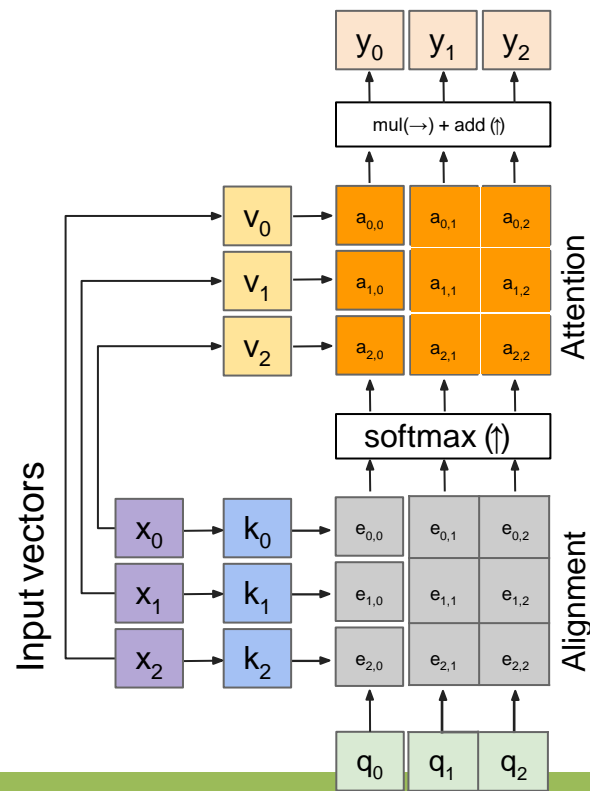 y0 y1 y2
mul(→) + add (↑)
v0 a0,0 a0,1 a0,2
v1 a1,0 a1,1 a1,2
v2 a2,0 a2,1 a2,2
Attention
softmax (↑)
Input vectors
x0 k0 e0,0 e0,1 e0,2
x1 k1 e1,0 e1,1 e1,2
x2 k2 e2,0 e2,1 e2,2
Alignment
q0 q1 q2